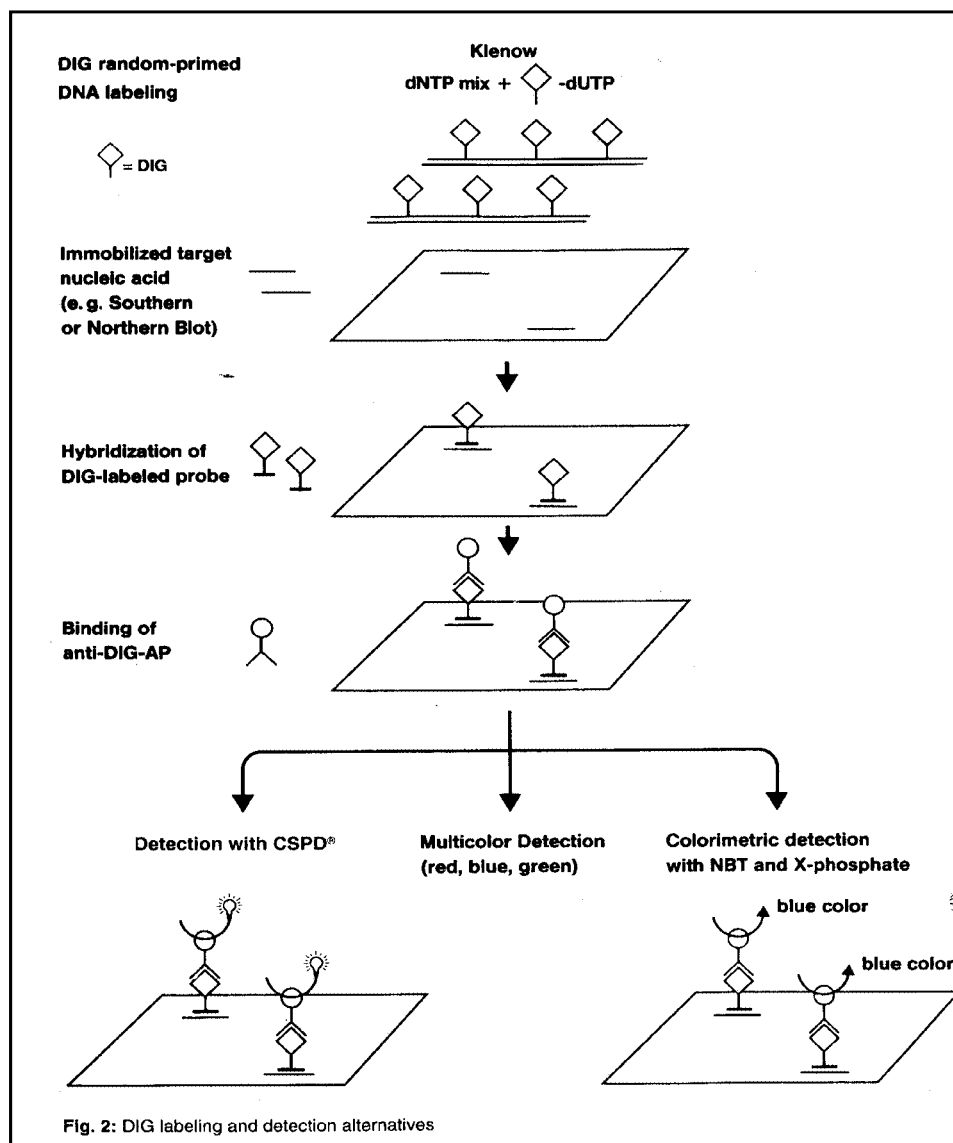 DIG random-primed
DNA labeling
Klenow
dNTP mix + -dUTP
= DIG
Immobilized target
nucleic acid
(e.g. Southern
or Northern Blot)
Hybridization of
DIG-labeled probe
Binding of
anti-DIG-AP
Detection with CSPD®
Multicolor Detection
(red, blue, green)
Colorimetric detection
with NBT and X-phosphate
blue color
blue color
Fig. 2: DIG labeling and detection alternatives